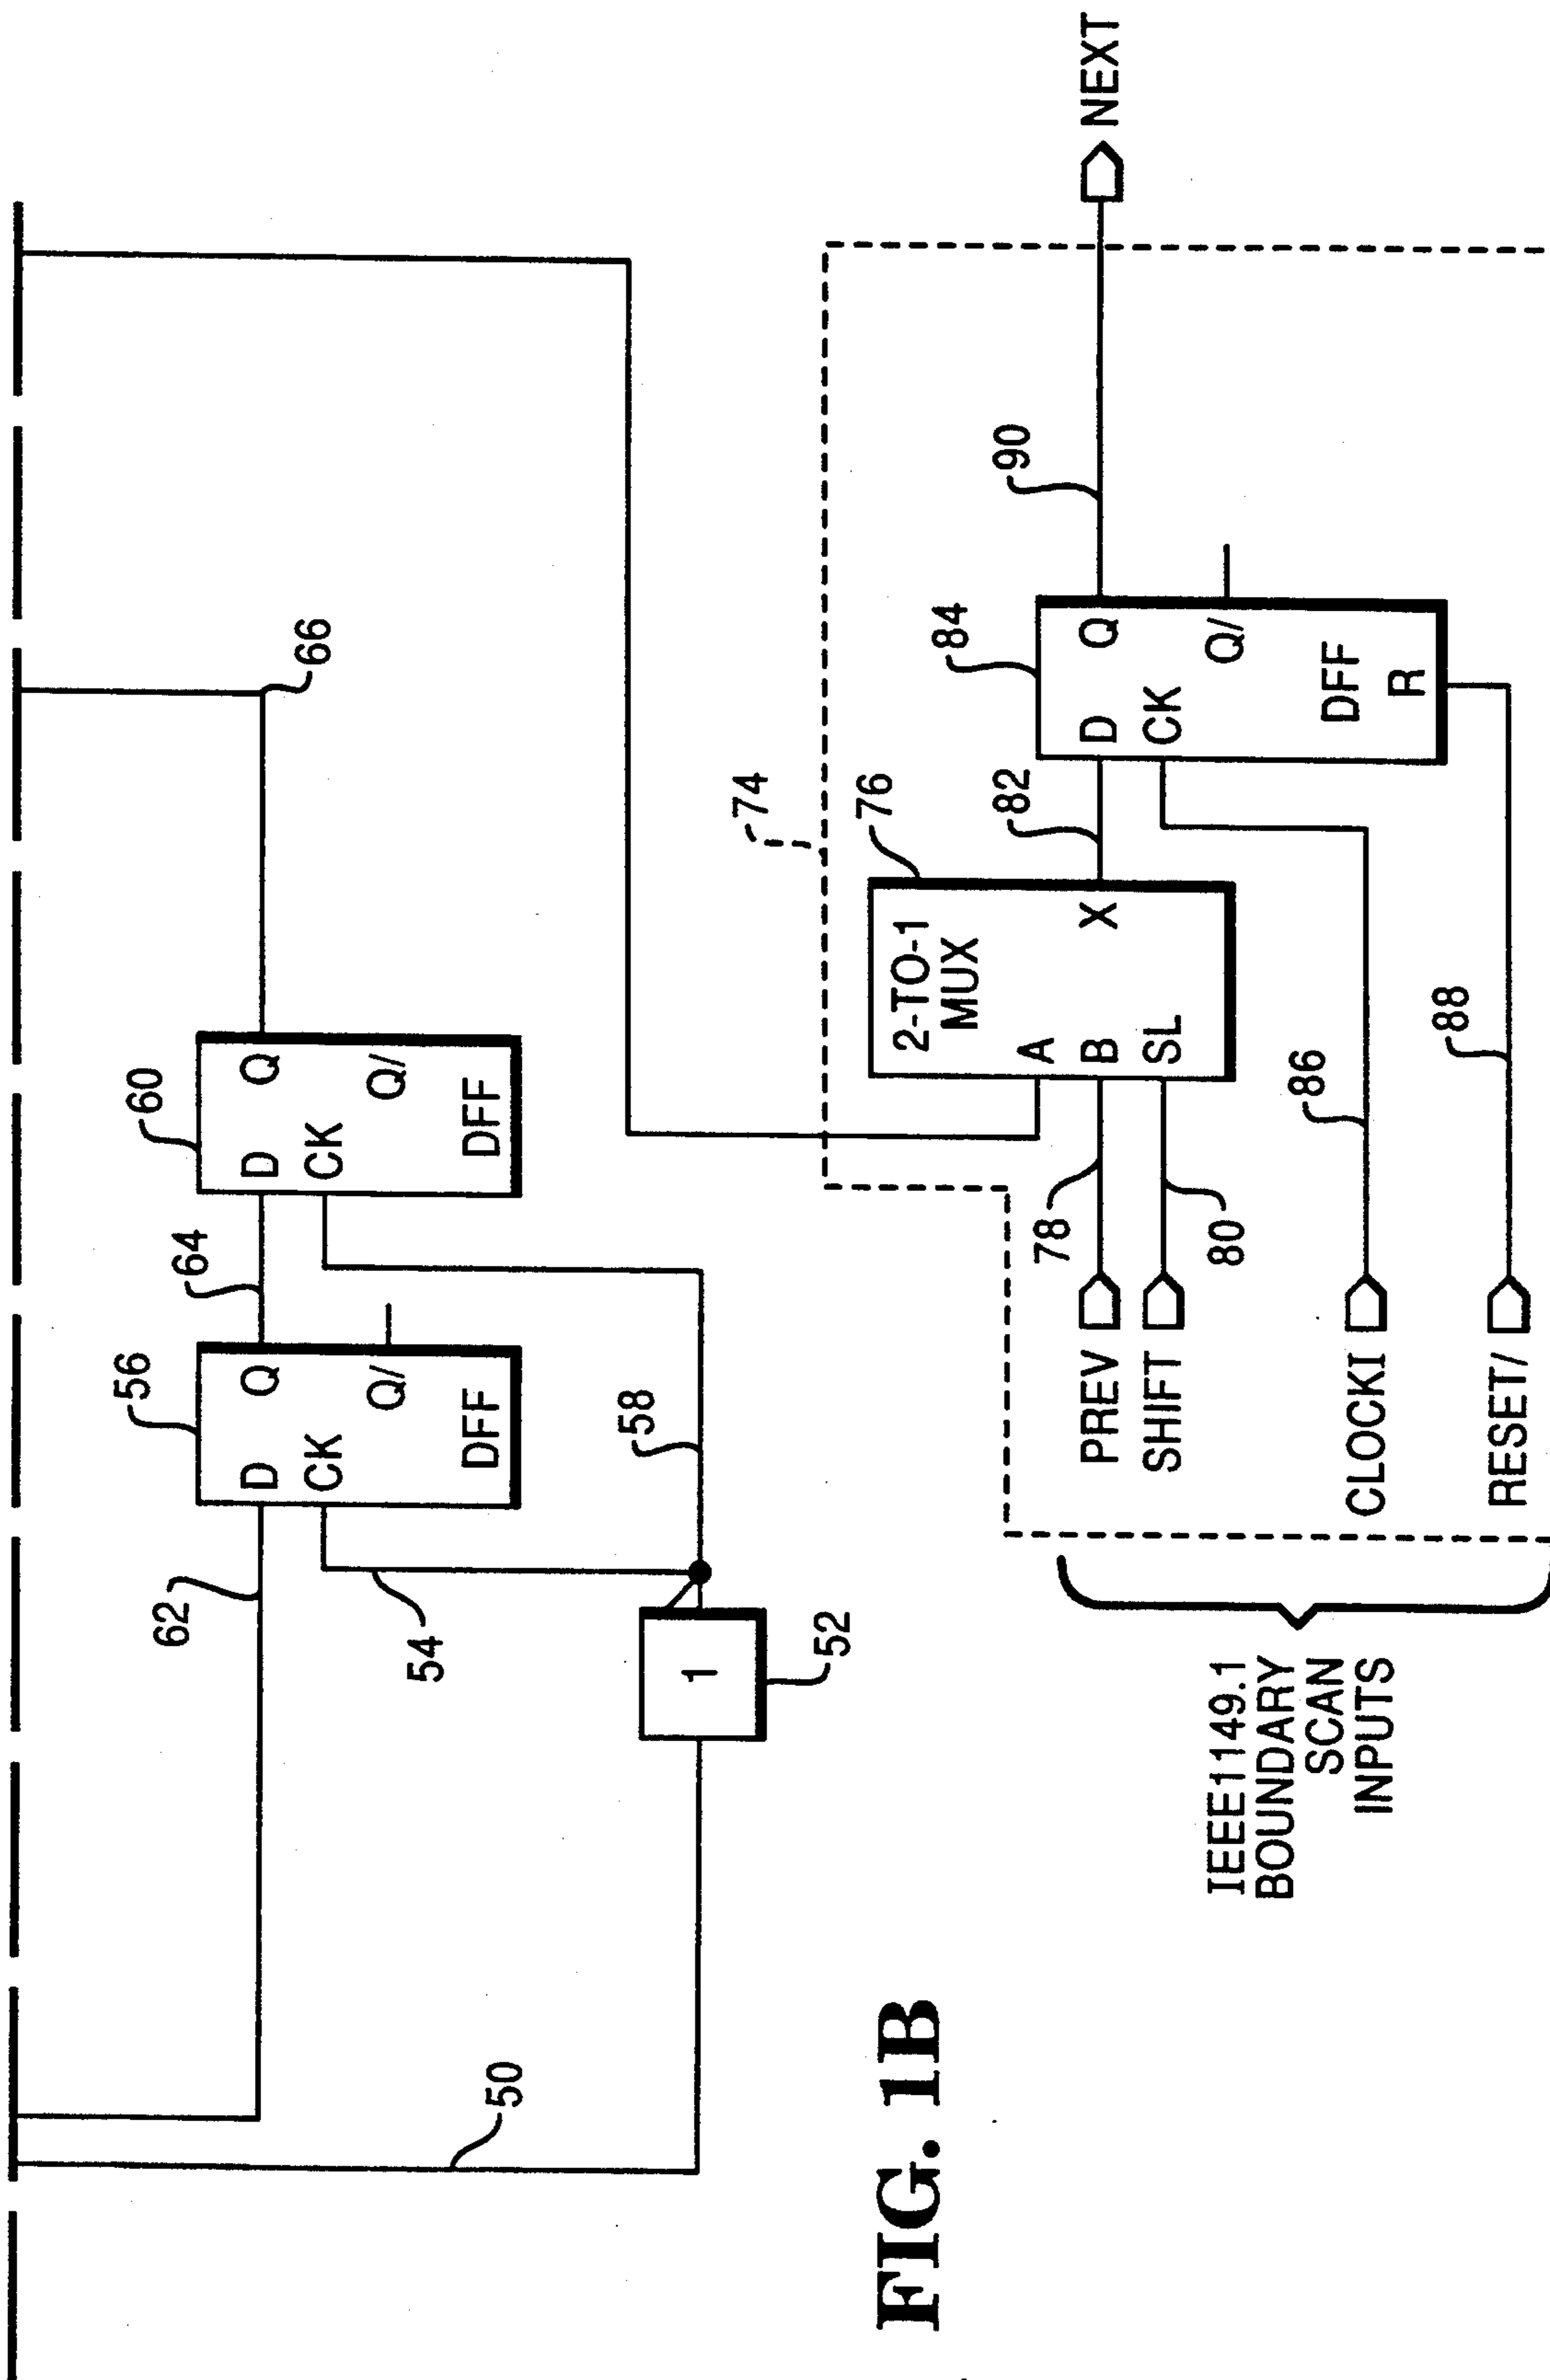 66
60
D
Q
CK
Q/
DFF
64
56
D
Q
CK
Q/
DFF
62
54
58
1
52
50
74
NEXT
90
84
D
Q
CK
Q/
DFF
R
82
76
2-TO-1
MUX
A
B
X
SL
78
80
86
88
PREV
SHIFT
CLOCKI
RESET/
IEEE1149.1
BOUNDARY
SCAN
INPUTS
FIG. 1B